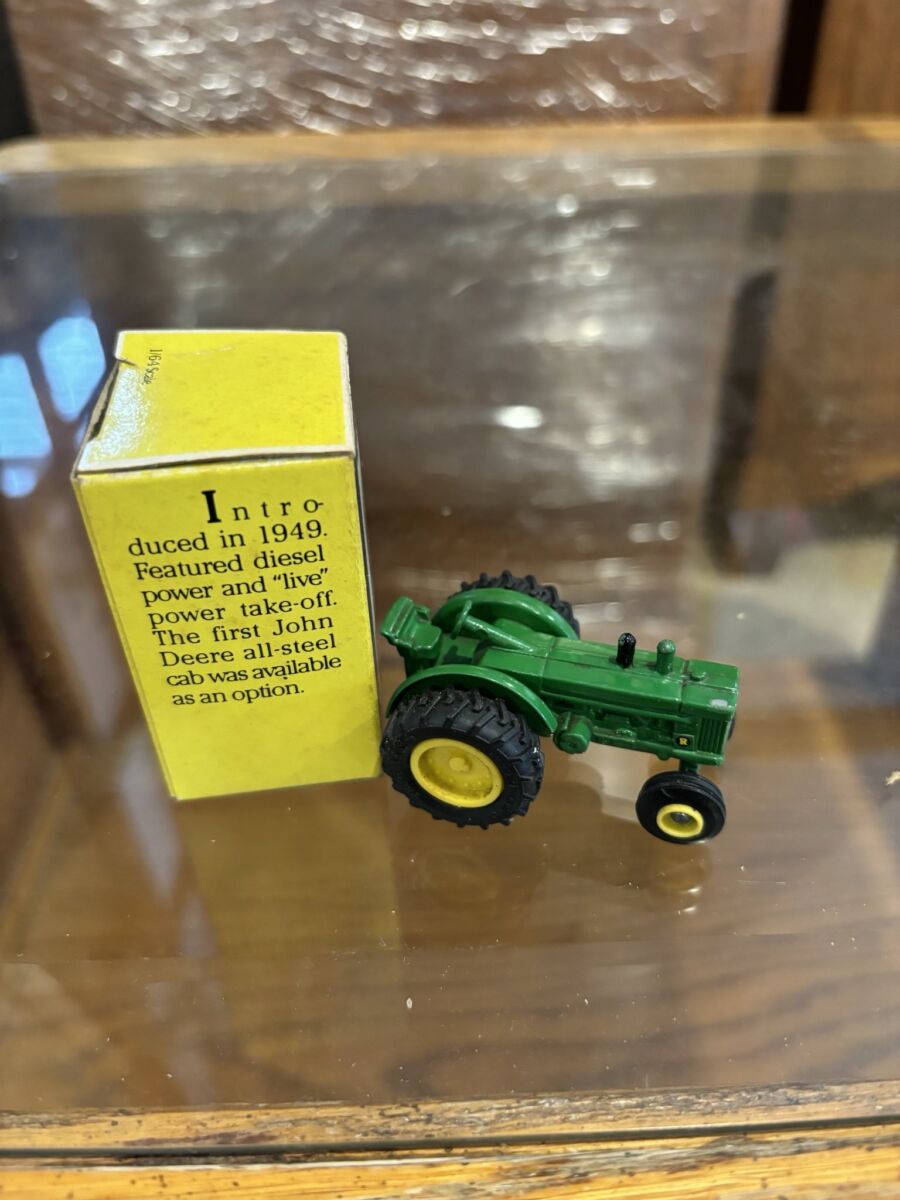 1/64 Scale
Intro-
duced in 1949.
Featured diesel
power and “live”
power take-off.
The first John
Deere all-steel
cab was available
as an option.
R